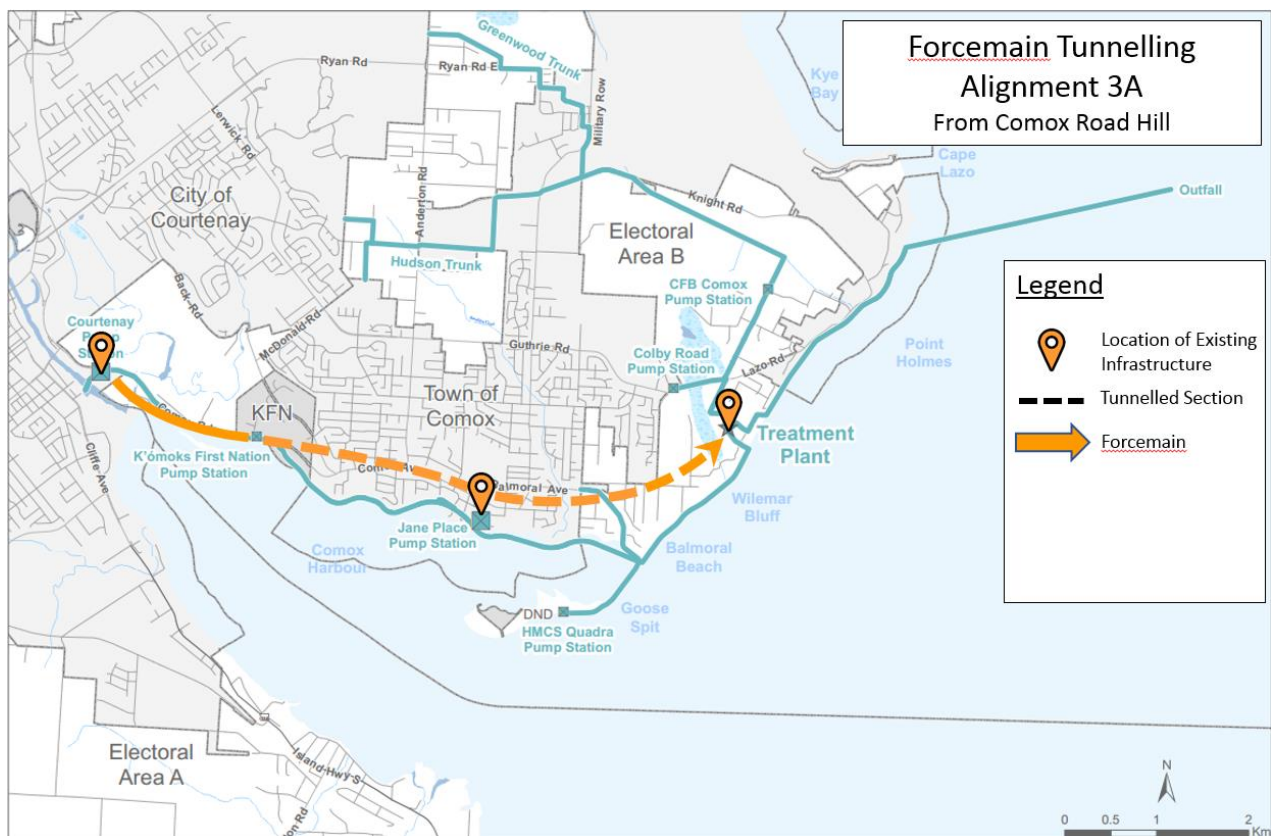 Forcemain Tunnelling
Alignment 3A
From Comox Road Hill
Greenwood Trunk
Ryan Rd
Ryan Rd E
Lerwick Rd
Military Row
Kye
Bay
Cape
Lazo
Outfall
City of
Courtenay
Anderton Rd
Knight Rd
Electoral
Area B
Hudson Trunk
CFB Comox
Pump Station
Back Rd
McDonald Rd
Courtenay
Guthrie Rd
Colby Road
Pump Station
Lazo Rd
Point
Holmes
Town of
Comox
KFN
Treatment
Plant
Cliffe Ave
K'ómoks First Nation
Pump Station
Wilemar
Bluff
Jane Place
Pump Station
Balmoral
Beach
Comox
Harbour
Goose
Spit
DND
HMCS Quadra
Pump Station
Electoral
Area A
Island Hwy S
Legend
Location of Existing
Infrastructure
Tunnelled Section
Forcemain
N
0 0.5 1 2
Km